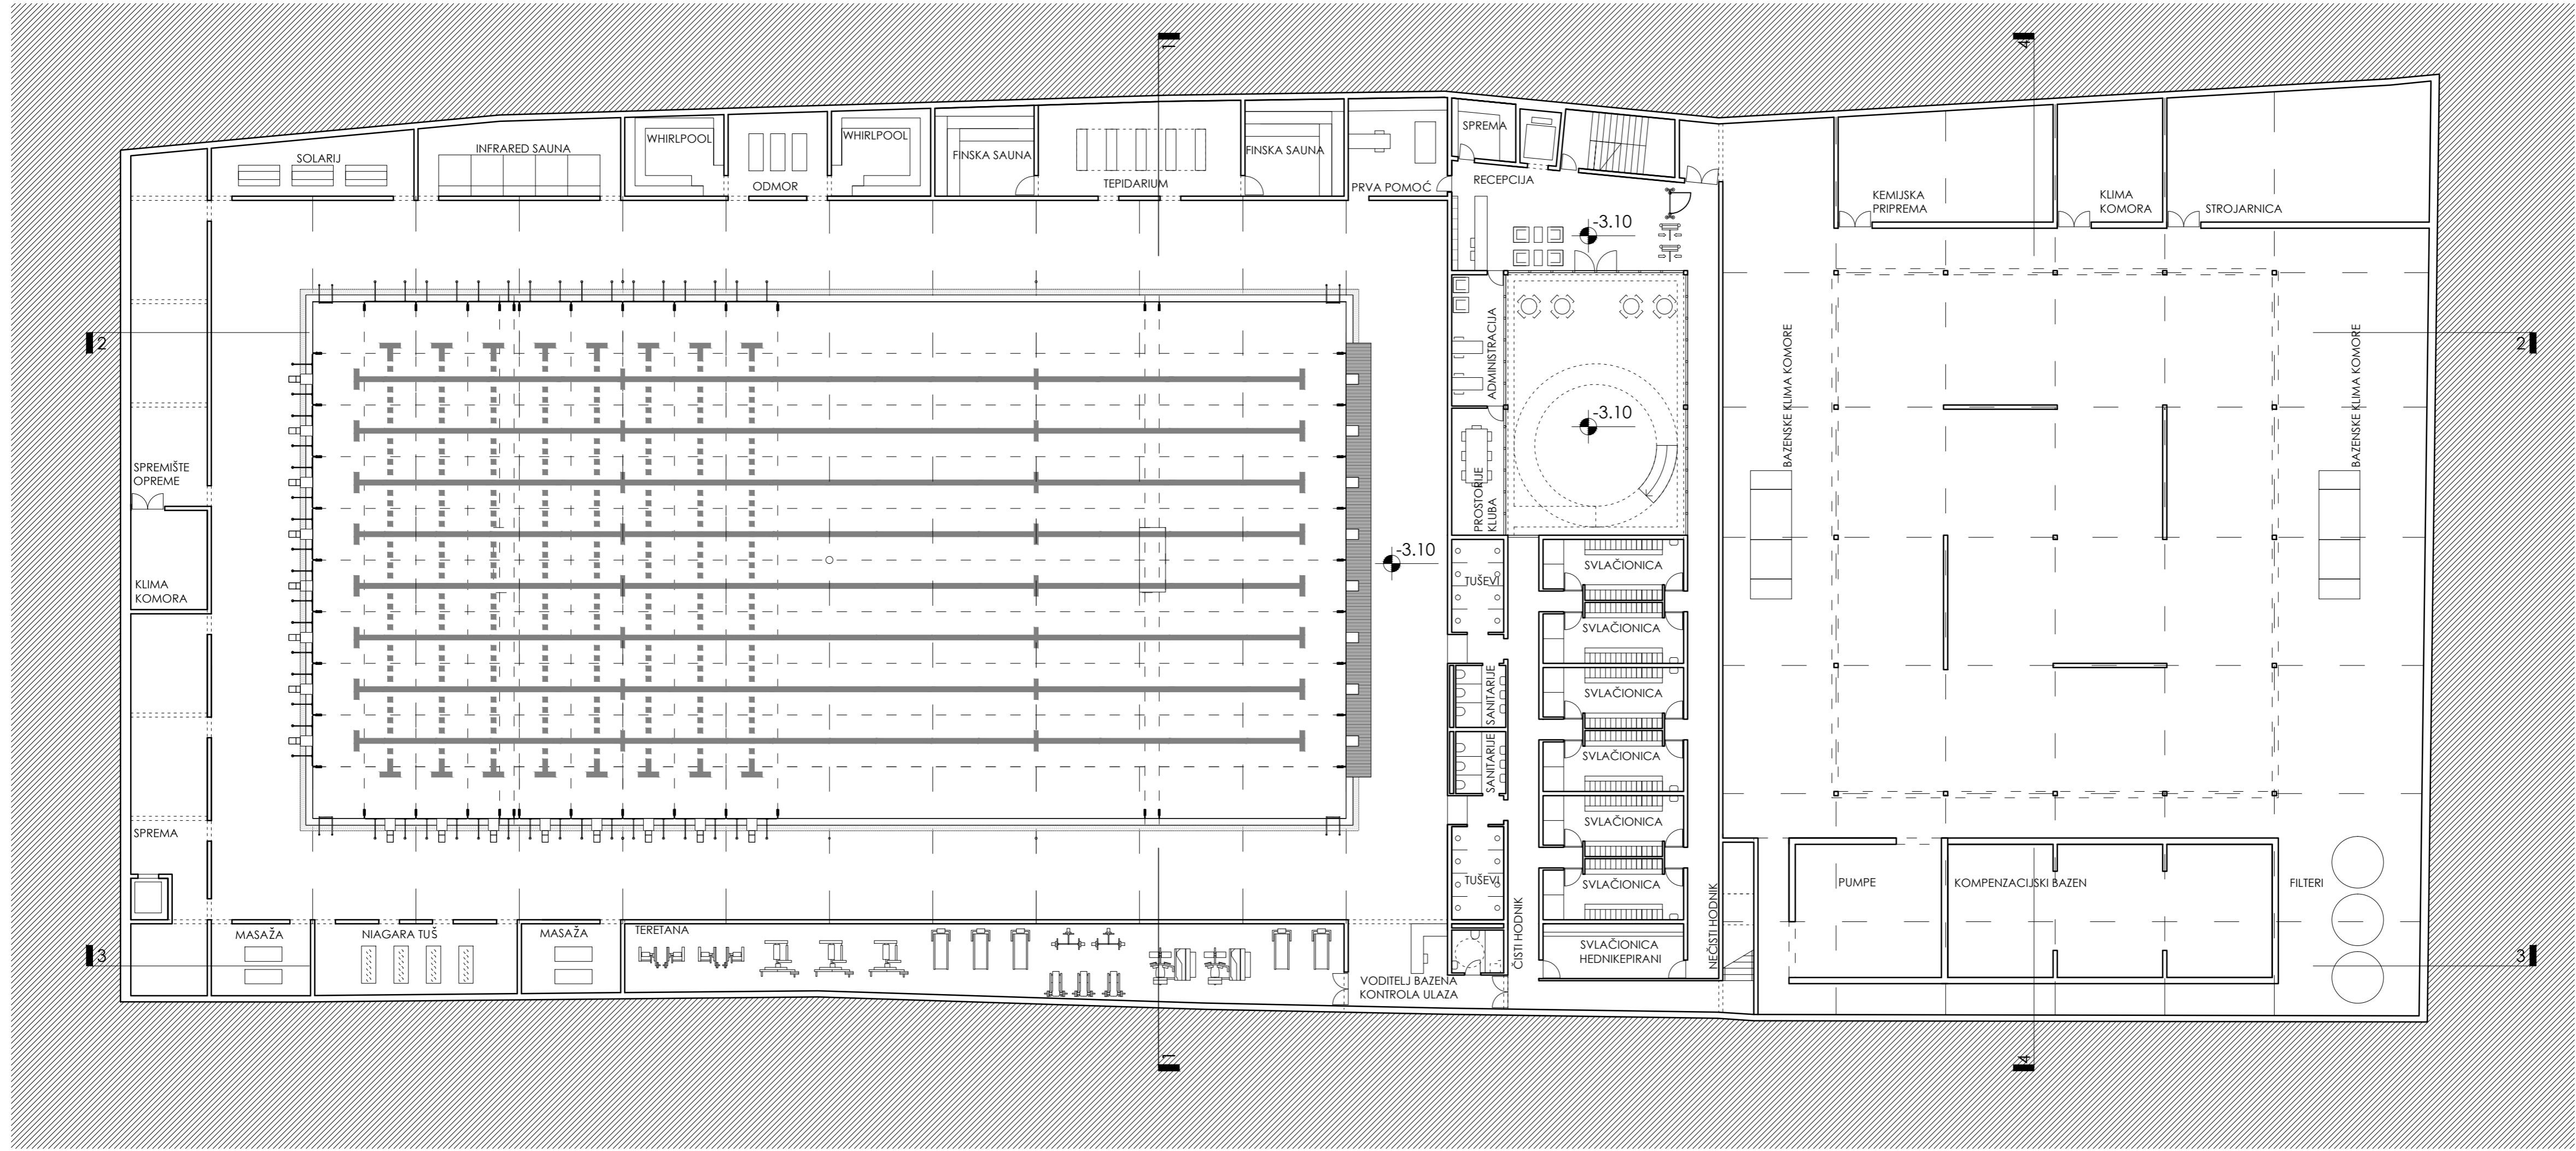 1
4
SOLARIJ
INFRARED SAUNA
WHIRLPOOL
ODMOR
WHIRLPOOL
FINSKA SAUNA
TEPIDARIUM
FINSKA SAUNA
PRVA POMOĆ
SPREMA
RECEPCIJA
-3.10
KEMIJSKA
PRIPREMA
KLIMA
KOMORA
STROJARNICA
2
2
ADMINISTRACIJA
-3.10
BAZENSKE KLIMA KOMORE
BAZENSKE KLIMA KOMORE
SPREMIŠTE
OPREME
PROSTORIJE
KLUBA
-3.10
KLIMA
KOMORA
TUŠEVI
SVLAČIONICA
SVLAČIONICA
SANITARIJE
SVLAČIONICA
SANITARIJE
SVLAČIONICA
SVLAČIONICA
SPREMA
TUŠEVI
SVLAČIONICA
PUMPE
KOMPENZACIJSKI BAZEN
FILTERI
ČISTI HODNIK
NEČISTI HODNIK
MASAŽA
NIAGARA TUŠ
MASAŽA
TERETANA
SVLAČIONICA
HEDNIKEPIRANI
3
3
VODITELJ BAZENA
KONTROLA ULAZA
1
4